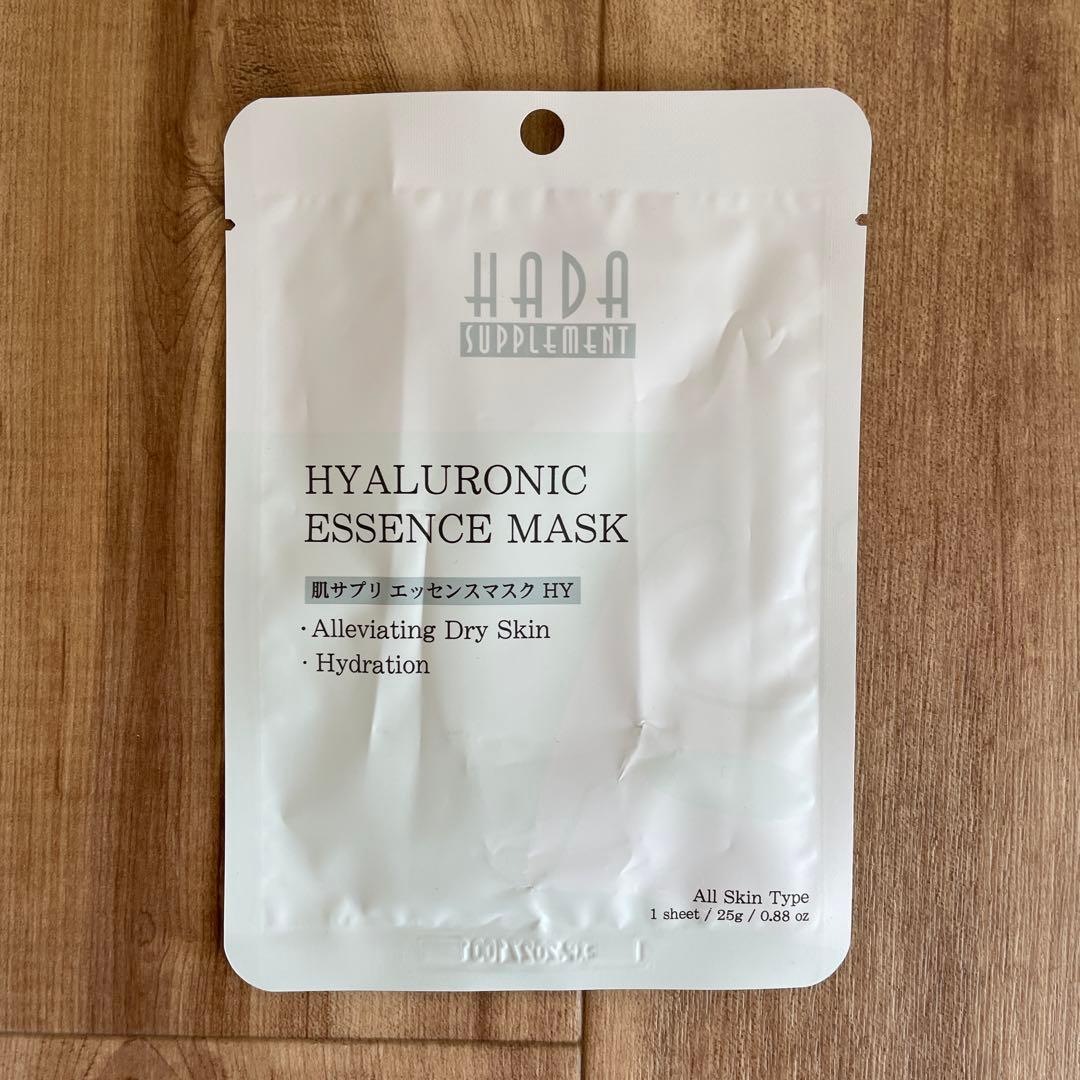 HADA
SUPPLEMENT
HYALURONIC
ESSENCE MASK
肌サプリ エッセンスマスク HY
・Alleviating Dry Skin
・Hydration
All Skin Type
1 sheet / 25g / 0.88 oz